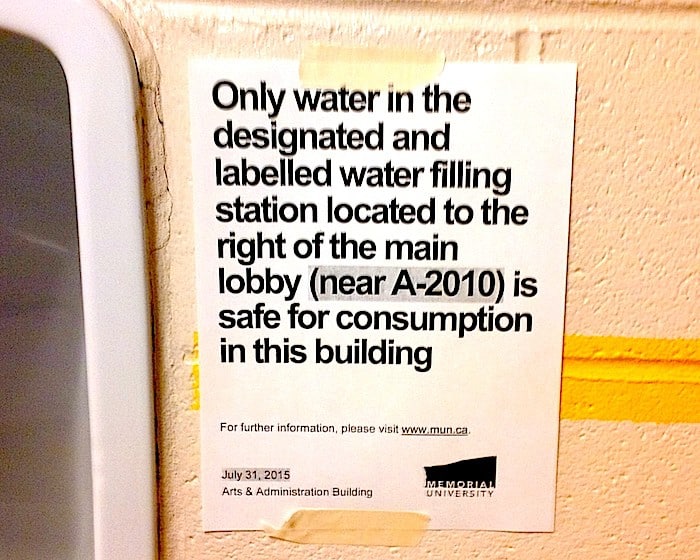 Only water in the
designated and
labelled water filling
station located to the
right of the main
lobby (near A-2010) is
safe for consumption
in this building
For further information, please visit www.mun.ca.
July 31, 2015
Arts & Administration Building
MEMORIAL
UNIVERSITY